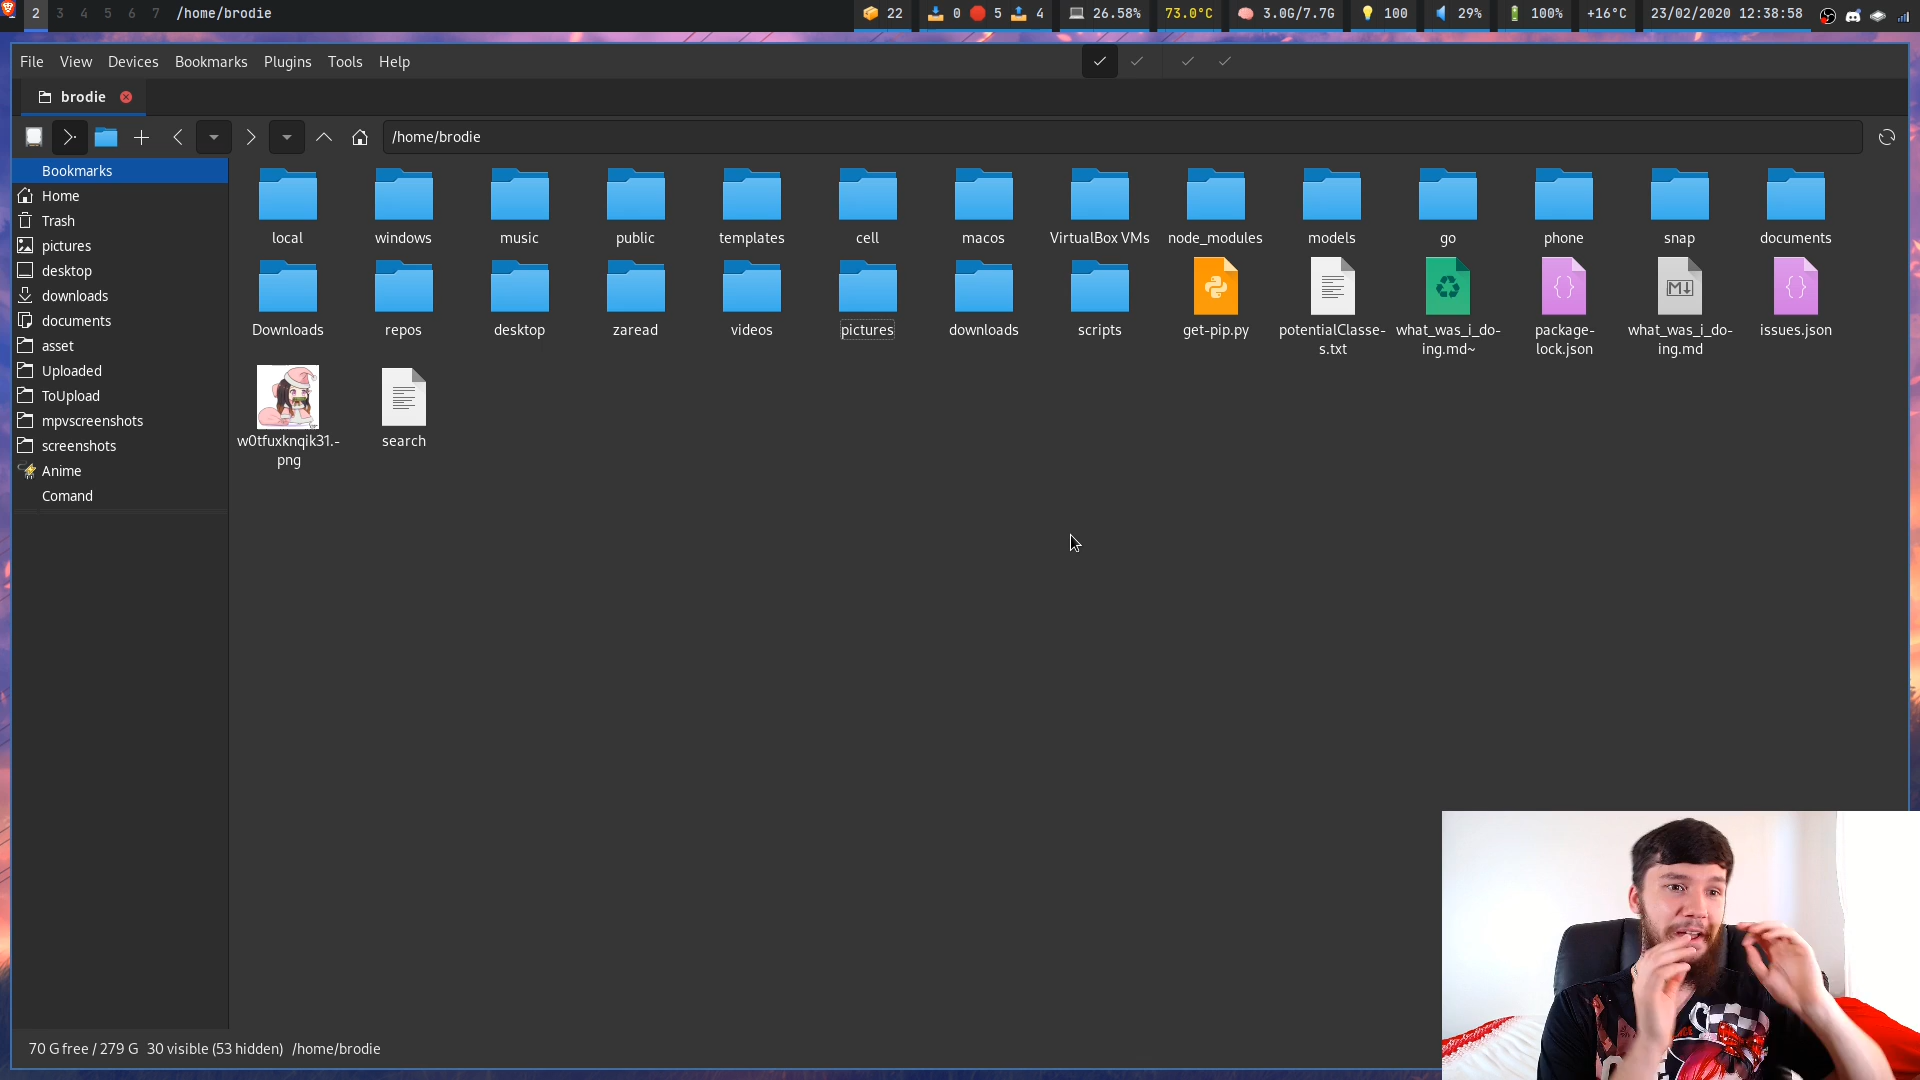 2 3 4 5 6 7 /home/brodie 22 0 5 4 26.58% 73.0°C 3.0G/7.7G 100 29% 100% +16°C 23/02/2020 12:38:58
File View Devices Bookmarks Plugins Tools Help
brodie
/home/brodie
Bookmarks
Home
Trash
pictures
desktop
downloads
documents
asset
Uploaded
ToUpload
mpvscreenshots
screenshots
Anime
Comand
local windows music public templates cell macos VirtualBox VMs node_modules models go phone snap documents
Downloads repos desktop zaread videos pictures downloads scripts get-pip.py potentialClasse- what_was_i_do- package- what_was_i_do- issues.json
s.txt ing.md~ lock.json ing.md
w0tfuxknqik31.- search
png
70 G free / 279 G 30 visible (53 hidden) /home/brodie